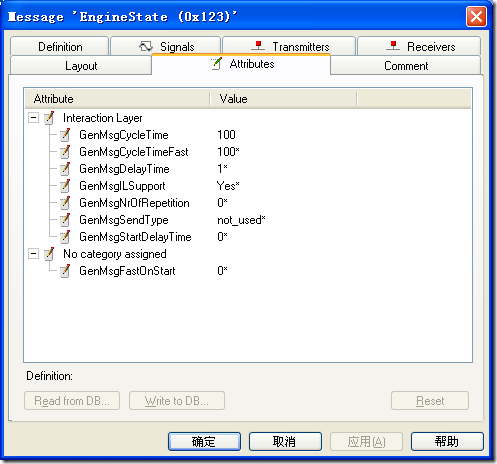 Message 'EngineState (0x123)'
Definition
Signals
Transmitters
Receivers
Layout
Attributes
Comment
Attribute Value
Interaction Layer
GenMsgCycleTime 100
GenMsgCycleTimeFast 100*
GenMsgDelayTime 1*
GenMsgILSupport Yes*
GenMsgNrOfRepetition 0*
GenMsgSendType not_used*
GenMsgStartDelayTime 0*
No category assigned
GenMsgFastOnStart 0*
Definition:
Read from DB...
Write to DB...
Reset
确定
取消
应用(A)
帮助